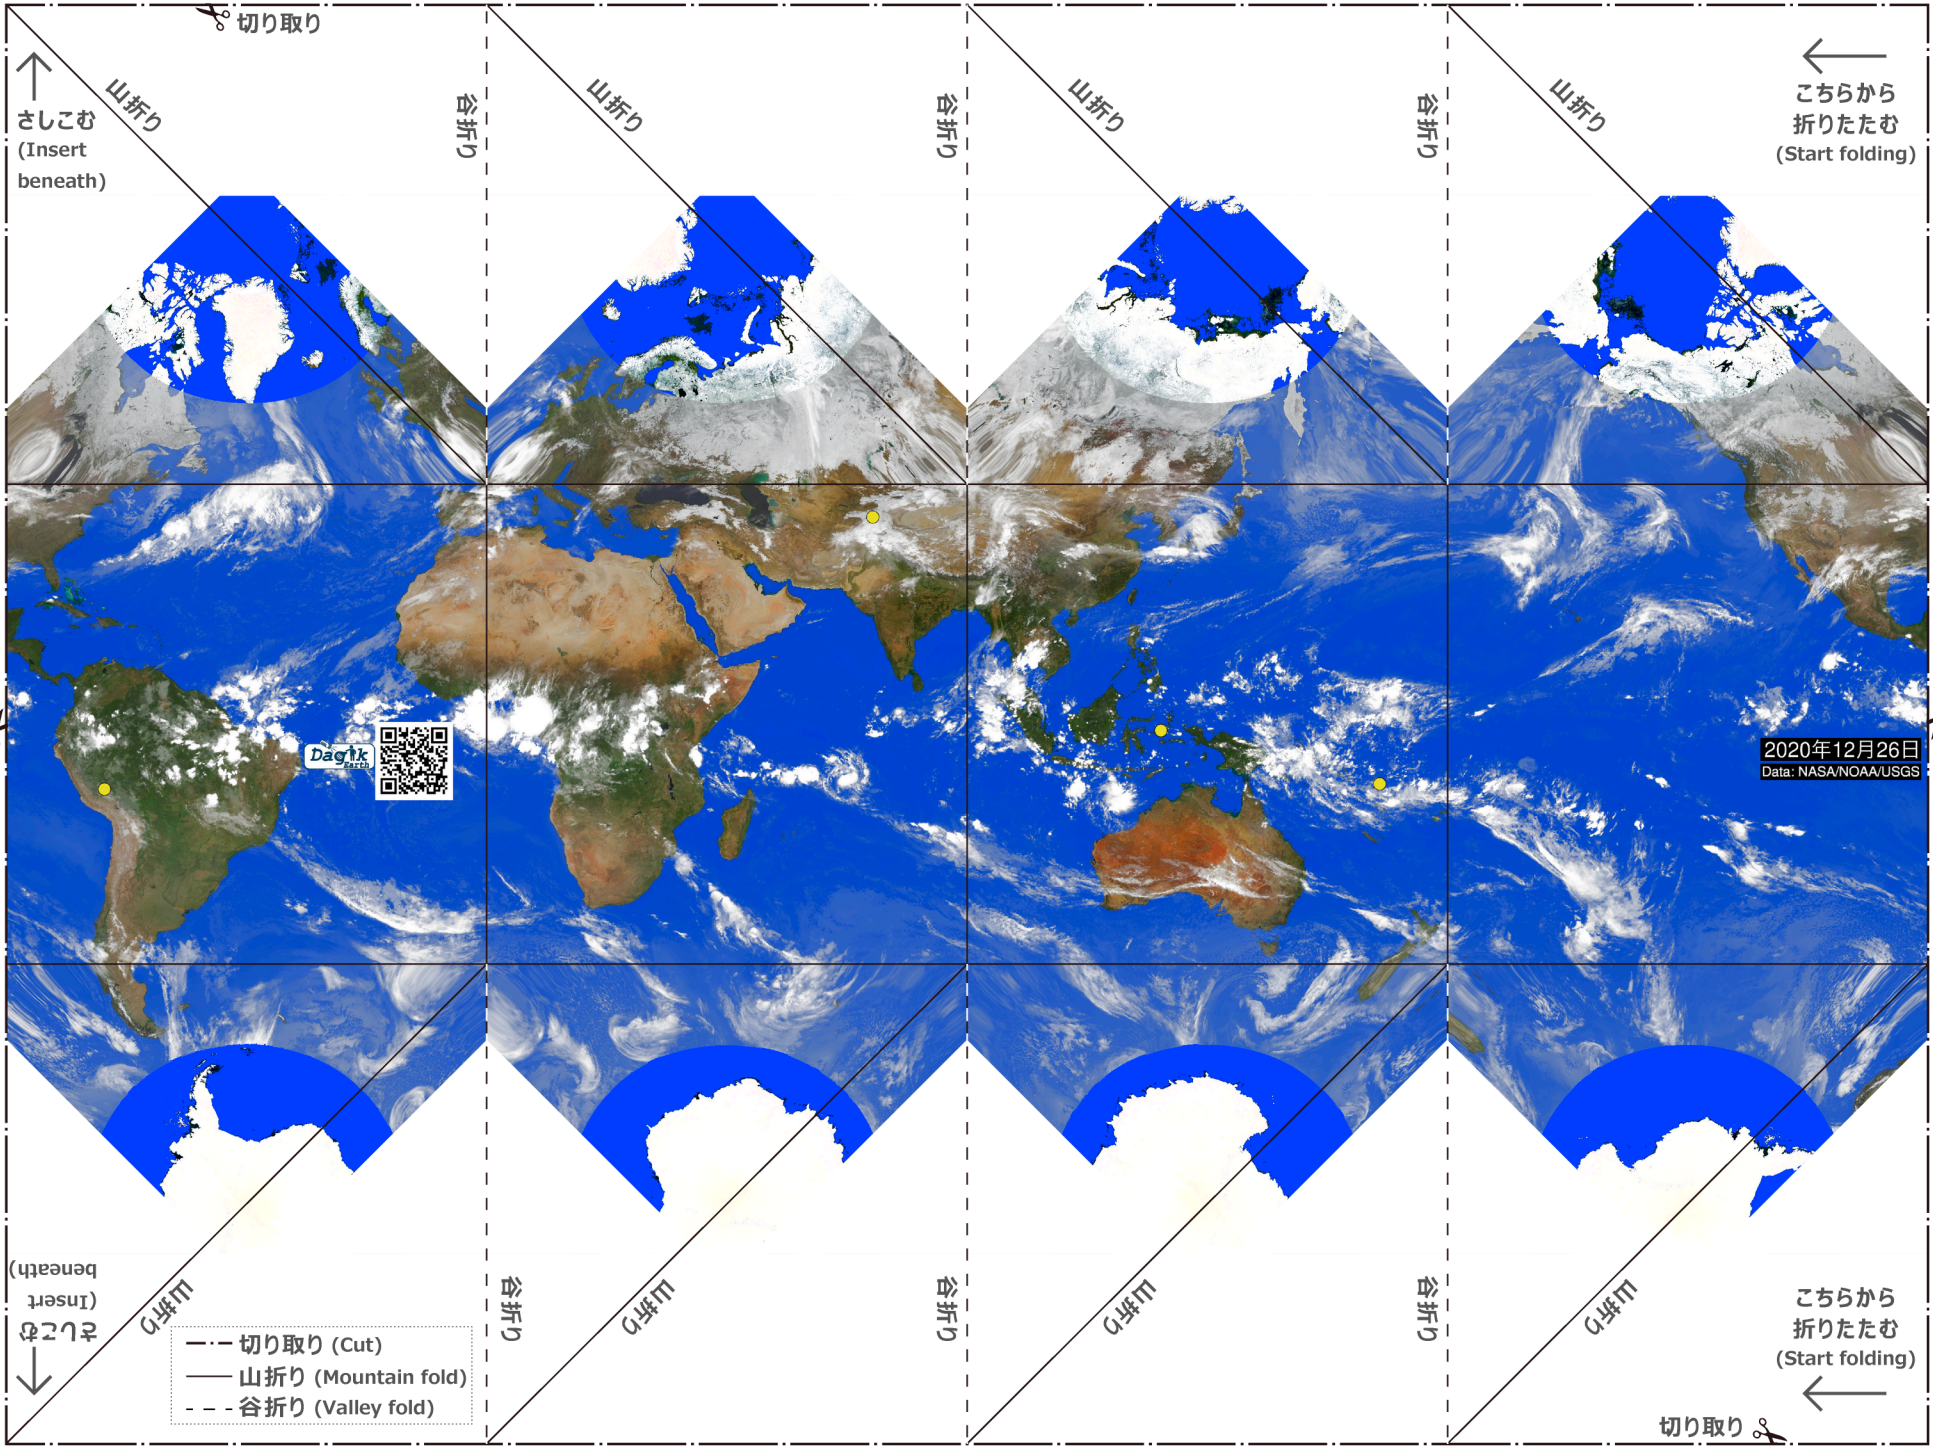 切り取り
山折り
谷折り
山折り
谷折り
山折り
谷折り
山折り
さしこむ
(Insert
beneath)
こちらから
折りたたむ
(Start folding)
Dagik
Earth
2020年12月26日
Data: NASA/NOAA/USGS
さしこむ
(Insert
beneath)
山折り
谷折り
山折り
谷折り
山折り
谷折り
山折り
こちらから
折りたたむ
(Start folding)
切り取り (Cut)
山折り (Mountain fold)
谷折り (Valley fold)
切り取り